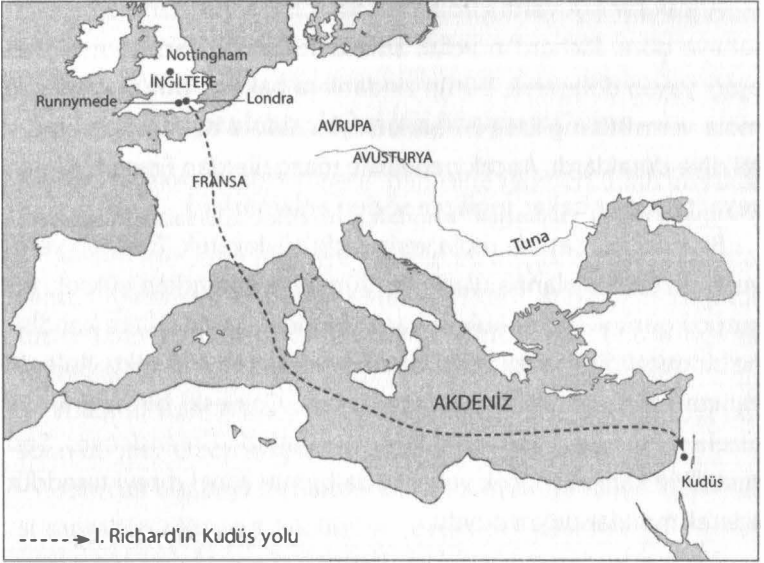 Nottingham
İNGİLTERE
Runnymede
Londra
AVRUPA
AVUSTURYA
FRANSA
Tuna
AKDENİZ
Kudüs
I. Richard'ın Kudüs yolu